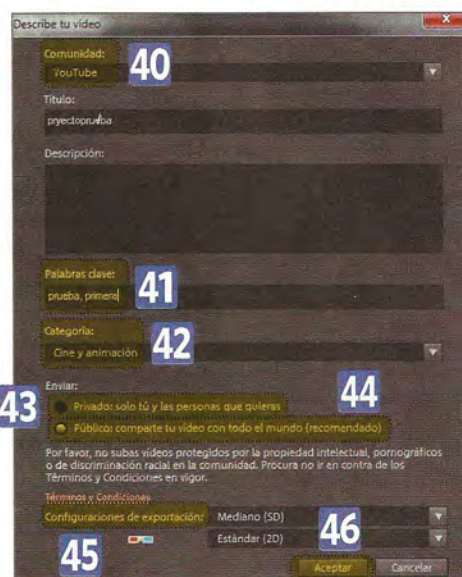 Describe tu vídeo
Comunidad:
40
YouTube
Título:
pryectoprueba
Descripción:
Palabras clave:
41
prueba, primera
Categoría:
42
Cine y animación
Enviar:
43
44
Privado: solo tú y las personas que quieras
Público: comparte tu vídeo con todo el mundo (recomendado)
Por favor, no subas vídeos protegidos por la propiedad intelectual, pornográficos
o de discriminación racial en la comunidad. Procura no ir en contra de los
Términos y Condiciones en vigor.
Términos y Condiciones
Configuraciones de exportación:
Mediano (SD)
45
46
Estándar (2D)
Aceptar
Cancelar